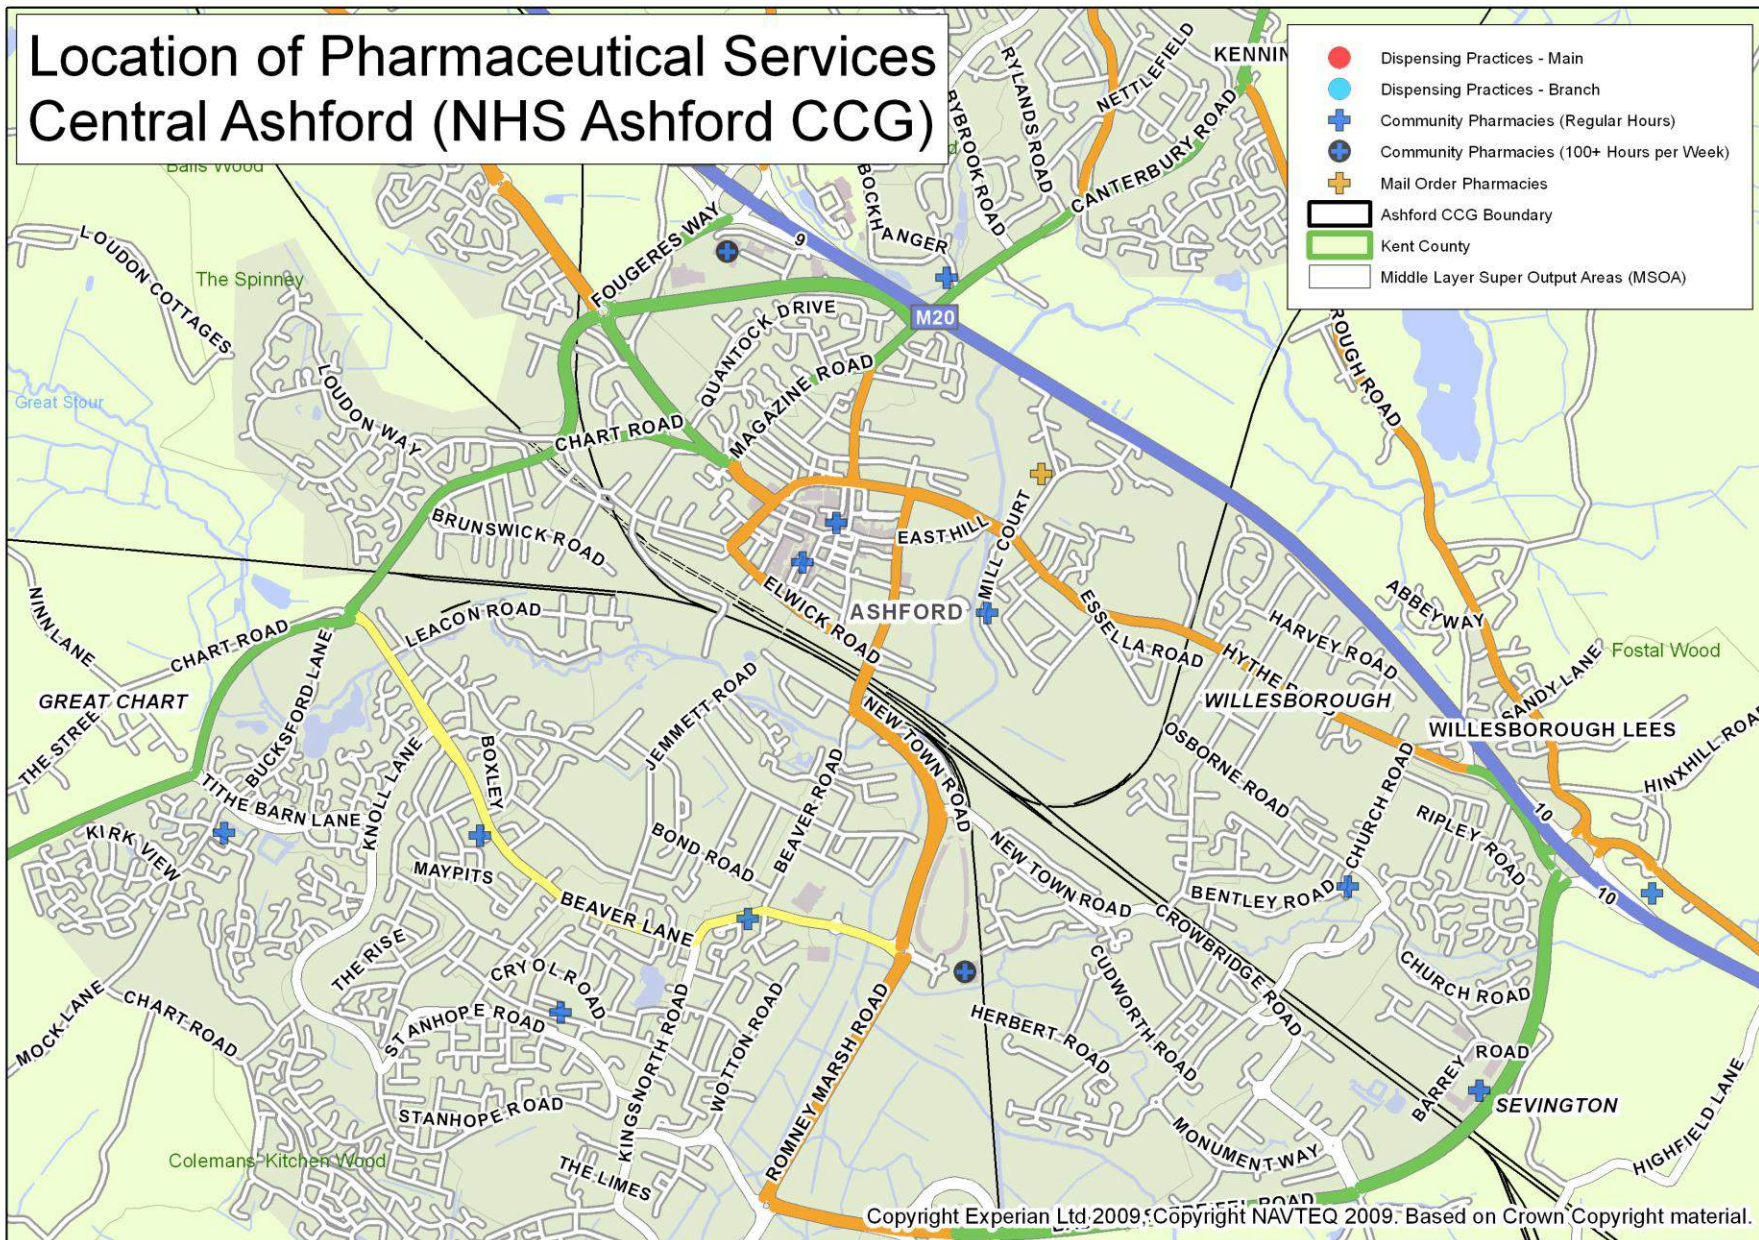 Location of Pharmaceutical Services
Central Ashford (NHS Ashford CCG)
Dispensing Practices - Main
Dispensing Practices - Branch
Community Pharmacies (Regular Hours)
Community Pharmacies (100+ Hours per Week)
Mail Order Pharmacies
Ashford CCG Boundary
Kent County
Middle Layer Super Output Areas (MSOA)
RYLANDS ROAD
NETTLEFIELD
CANTERBURY ROAD
BOCKHANGER
FOUGERES WAY
9
LOUDON COTTAGES
The Spinney
M20
QUANTOCK DRIVE
MAGAZINE ROAD
Great Stour
LOUDON WAY
CHART ROAD
BRUNSWICK ROAD
EAST HILL
MILL COURT
ELWICK ROAD
ASHFORD
ESSELLA ROAD
ABBEY WAY
HARVEY ROAD
NINN LANE
CHART ROAD
LEACON ROAD
Fostal Wood
SANDY LANE
GREAT CHART
THE STREET
BUCKSFORD LANE
JEMMETT ROAD
WILLESBOROUGH
WILLESBOROUGH LEES
KNOLL LANE
BOXLEY
NEW TOWN ROAD
OSBORNE ROAD
CHURCH ROAD
TITHE BARN LANE
KIRK VIEW
BEAVER ROAD
10
RIPLEY ROAD
BOND ROAD
MAYPITS
NEW TOWN ROAD
BENTLEY ROAD
10
BEAVER LANE
CROWBRIDGE ROAD
THE RISE
CRYOL ROAD
CUDWORTH ROAD
CHURCH ROAD
MOCK LANE
CHART ROAD
STANHOPE ROAD
KINGSNORTH ROAD
WOTTON ROAD
ROMNEY MARSH ROAD
HERBERT ROAD
BARREY ROAD
SEVINGTON
STANHOPE ROAD
MONUMENT WAY
HIGHFIELD LANE
Colemans' Kitchen Wood
THE LIMES
Copyright Experian Ltd 2009, Copyright NAVTEQ 2009. Based on Crown Copyright material.